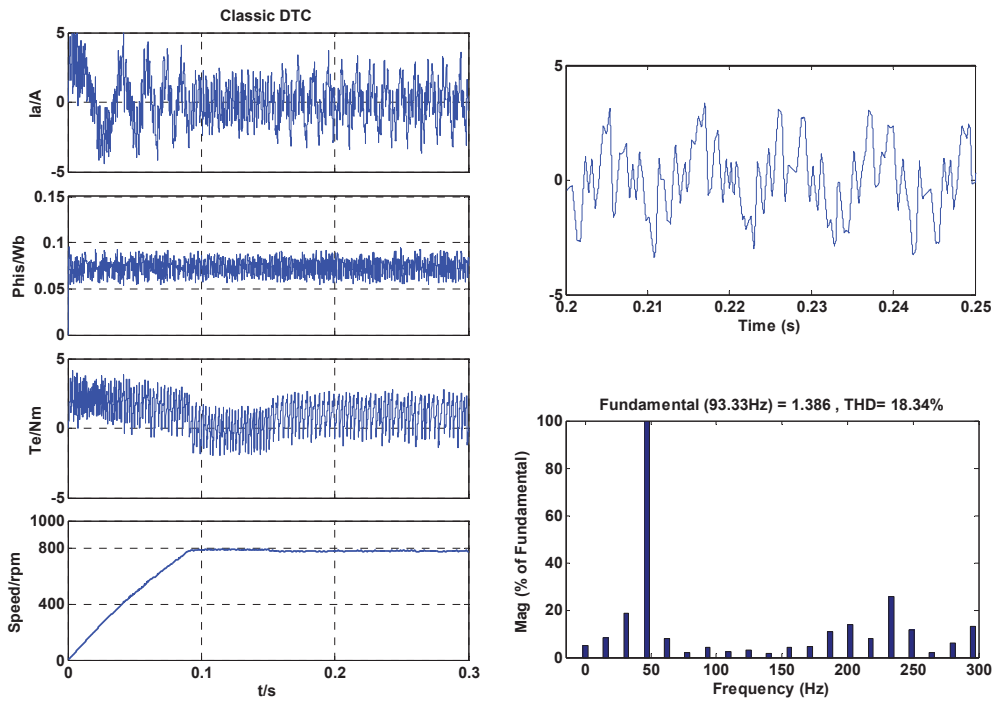 Classic DTC
5
0
-5
Ia/A
0.15
0.1
0.05
0
Phis/Wb
5
0
-5
Te/Nm
1000
800
400
0
Speed/rpm
0 0.1 0.2 0.3
t/s
5
0
-5
0.2 0.21 0.22 0.23 0.24 0.25
Time (s)
Fundamental (93.33Hz) = 1.386 , THD= 18.34%
100
80
60
40
20
0
Mag (% of Fundamental)
0 50 100 150 200 250 300
Frequency (Hz)